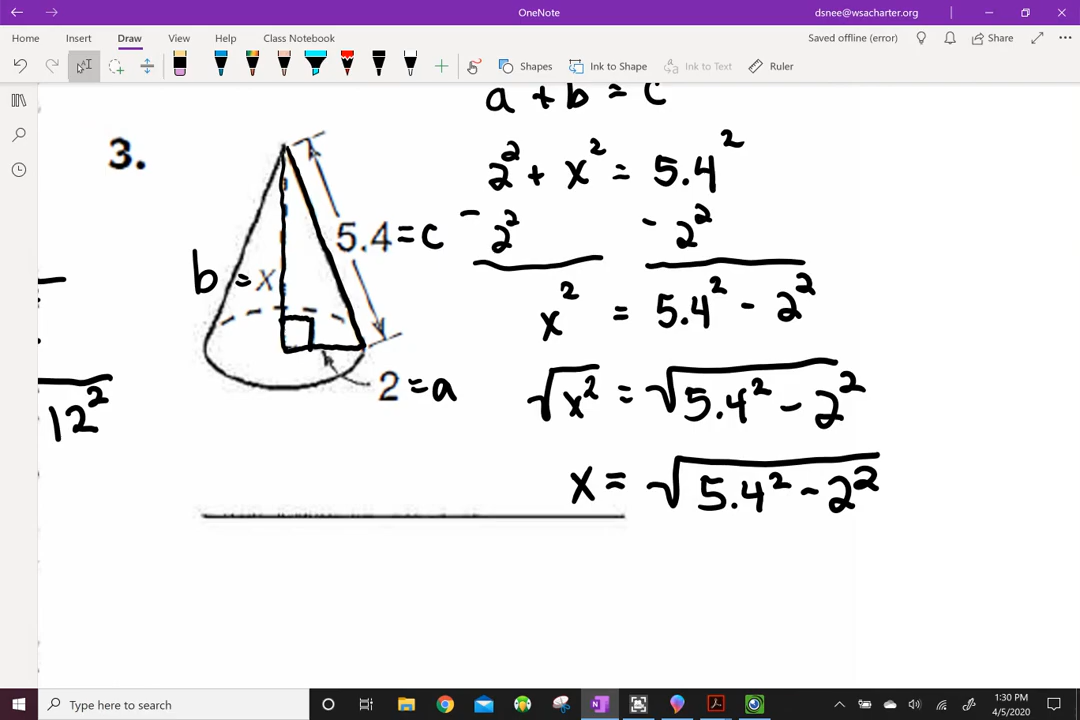 OneNote
dsnee@wsacharter.org
Home Insert Draw View Help Class Notebook
Saved offline (error) Share
Shapes Ink to Shape Ink to Text Ruler
a + b = c
3.
2² + x² = 5.4²
- 2² - 2²
5.4 = c
b = x
x² = 5.4² - 2²
2 = a
√x² = √5.4² - 2²
12²
x = √5.4² - 2²
Type here to search
1:30 PM
4/5/2020